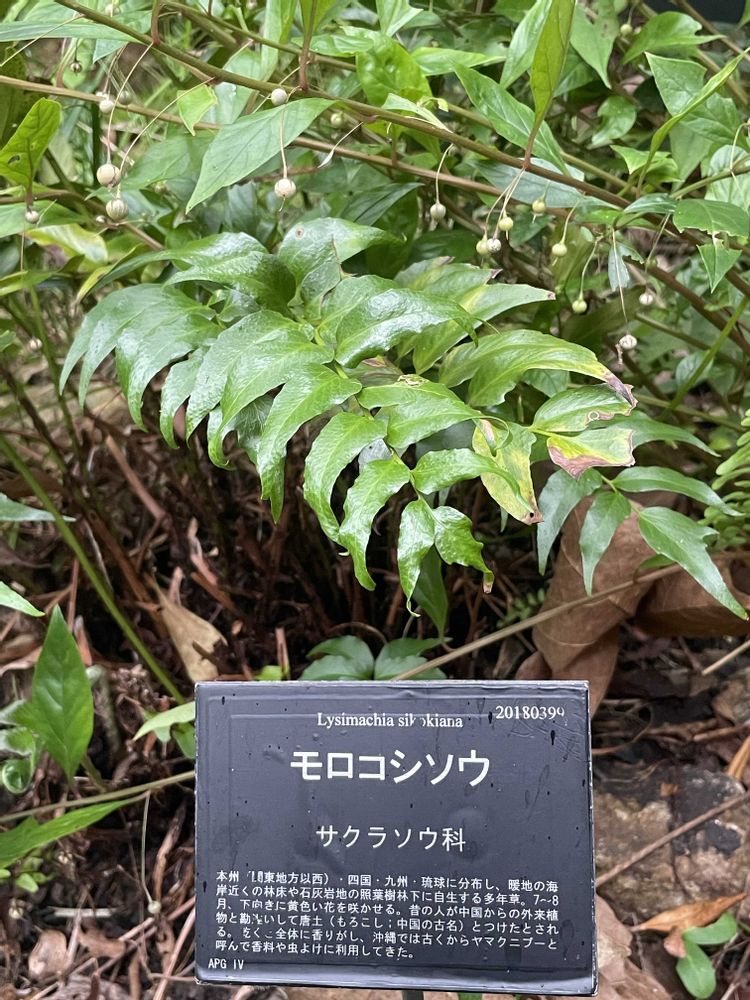 Lysimachia sikokiana 20180399
モロコシソウ
サクラソウ科
本州(関東地方以西)・四国・九州・琉球に分布し、暖地の海
岸近くの林床や石灰岩地の照葉樹林下に自生する多年草。7～8
月、下向きに黄色い花を咲かせる。昔の人が中国からの外来植
物と勘違いして唐土(もろこし;中国の古名)とつけたとされ
る。乾くと全体に香りがし、沖縄では古くからヤマクニブーと
呼んで香料や虫よけに利用してきた。
APG IV